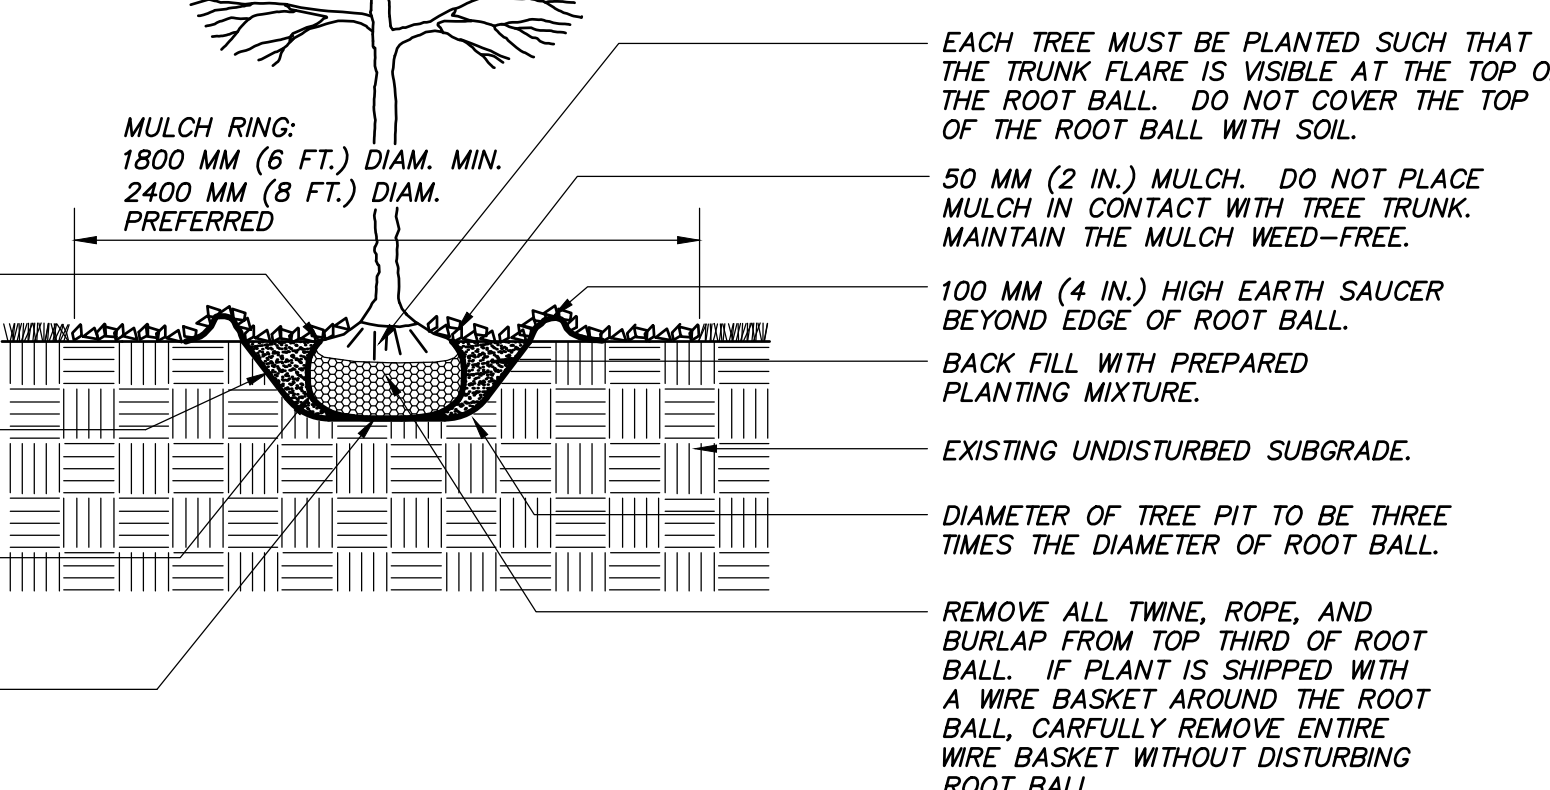 MULCH RING:
1800 MM (6 FT.) DIAM. MIN.
2400 MM (8 FT.) DIAM.
PREFERRED
EACH TREE MUST BE PLANTED SUCH THAT
THE TRUNK FLARE IS VISIBLE AT THE TOP
THE ROOT BALL. DO NOT COVER THE TOP
OF THE ROOT BALL WITH SOIL.
50 MM (2 IN.) MULCH. DO NOT PLACE
MULCH IN CONTACT WITH TREE TRUNK.
MAINTAIN THE MULCH WEED–FREE.
100 MM (4 IN.) HIGH EARTH SAUCER
BEYOND EDGE OF ROOT BALL.
BACK FILL WITH PREPARED
PLANTING MIXTURE.
EXISTING UNDISTURBED SUBGRADE.
DIAMETER OF TREE PIT TO BE THREE
TIMES THE DIAMETER OF ROOT BALL.
REMOVE ALL TWINE, ROPE, AND
BURLAP FROM TOP THIRD OF ROOT
BALL. IF PLANT IS SHIPPED WITH
A WIRE BASKET AROUND THE ROOT
BALL, CARFULLY REMOVE ENTIRE
WIRE BASKET WITHOUT DISTURBING
ROOT BALL